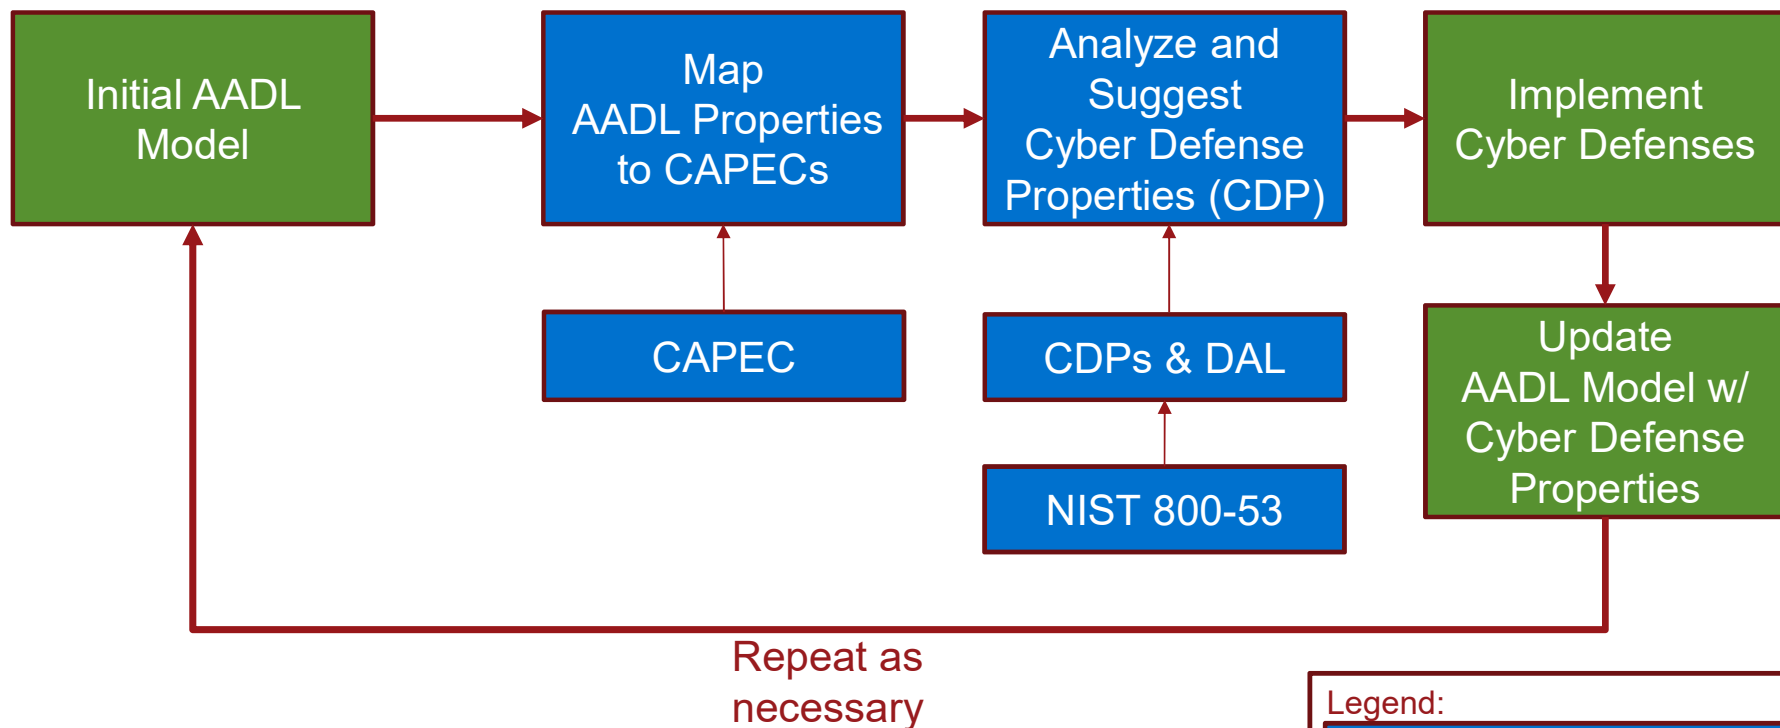 Initial AADL
Model
Map
AADL Properties
to CAPECs
Analyze and
Suggest
Cyber Defense
Properties (CDP)
Implement
Cyber Defenses
CAPEC
CDPs & DAL
NIST 800-53
Update
AADL Model w/
Cyber Defense
Properties
Repeat as
necessary
Legend: